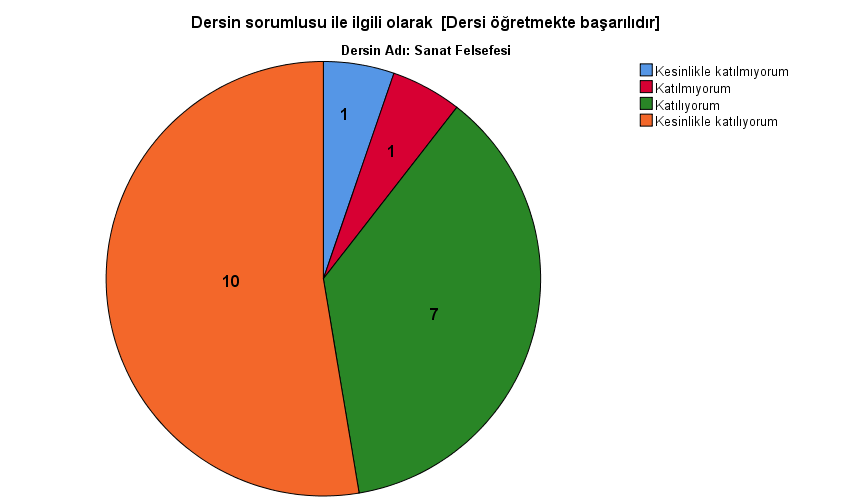 Dersin sorumlusu ile ilgili olarak [Dersi öğretmekte başarılıdır]
Dersin Adı: Sanat Felsefesi
Kesinlikle katılmıyorum
Katılmıyorum
Katılıyorum
Kesinlikle katılıyorum
1
1
10
7